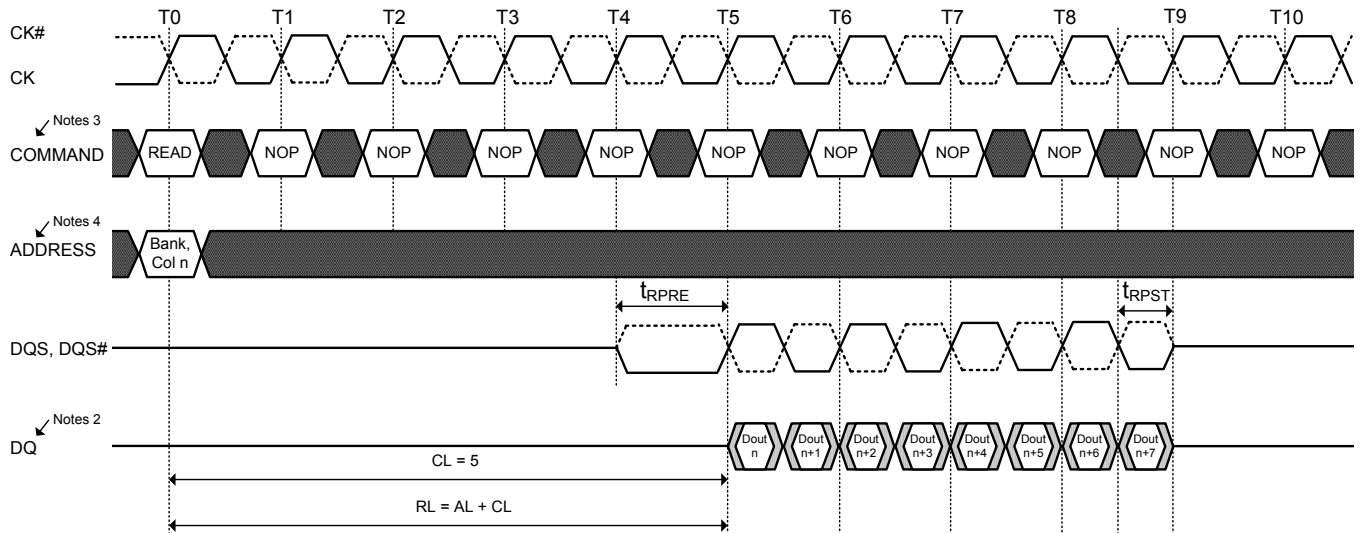 T0 T1 T2 T3 T4 T5 T6 T7 T8 T9 T10
CK#
CK
Notes 3
COMMAND READ NOP NOP NOP NOP NOP NOP NOP NOP NOP NOP
Notes 4
ADDRESS
Bank,
Col n
tRPRE tRPST
DQS, DQS#
Notes 2
DQ
Dout n
Dout n+1
Dout n+2
Dout n+3
Dout n+4
Dout n+5
Dout n+6
Dout n+7
CL = 5
RL = AL + CL